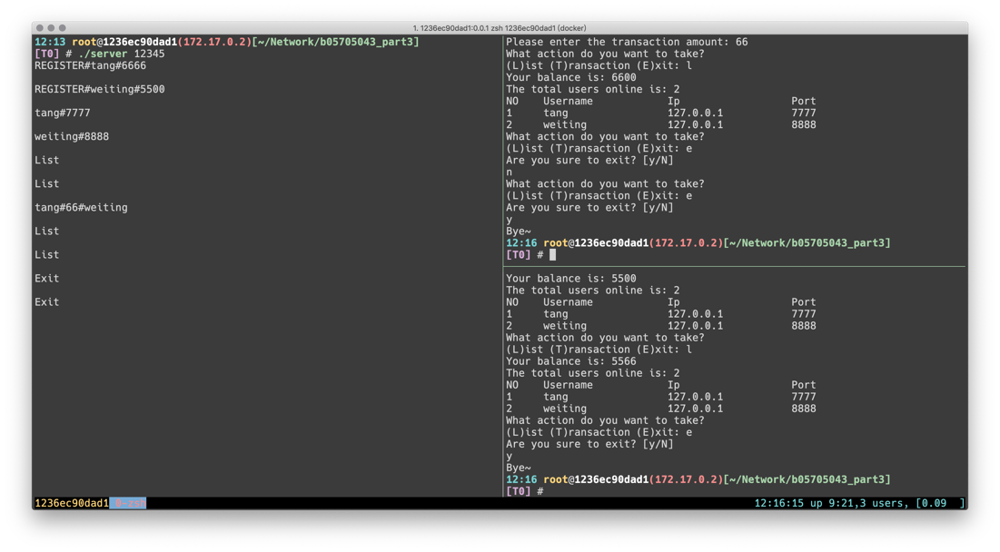 1. 1236ec90dad1:0.0.1 zsh 1236ec90dad1 (docker)
12:13 root@1236ec90dad1(172.17.0.2)[~/Network/b05705043_part3]
[T0] # ./server 12345
REGISTER#tang#6666
REGISTER#weiting#5500
tang#7777
weiting#8888
List
List
tang#66#weiting
List
List
Exit
Exit
Please enter the transaction amount: 66
What action do you want to take?
(L)ist (T)ransaction (E)xit: l
Your balance is: 6600
The total users online is: 2
NO Username Ip Port
1 tang 127.0.0.1 7777
2 weiting 127.0.0.1 8888
What action do you want to take?
(L)ist (T)ransaction (E)xit: e
Are you sure to exit? [y/N]
n
What action do you want to take?
(L)ist (T)ransaction (E)xit: e
Are you sure to exit? [y/N]
y
Bye~
12:16 root@1236ec90dad1(172.17.0.2)[~/Network/b05705043_part3]
[T0] #
Your balance is: 5500
The total users online is: 2
NO Username Ip Port
1 tang 127.0.0.1 7777
2 weiting 127.0.0.1 8888
What action do you want to take?
(L)ist (T)ransaction (E)xit: l
Your balance is: 5566
The total users online is: 2
NO Username Ip Port
1 tang 127.0.0.1 7777
2 weiting 127.0.0.1 8888
What action do you want to take?
(L)ist (T)ransaction (E)xit: e
Are you sure to exit? [y/N]
y
Bye~
12:16 root@1236ec90dad1(172.17.0.2)[~/Network/b05705043_part3]
[T0] #
1236ec90dad1 0-zsh 12:16:15 up 9:21,3 users, [0.09 ]